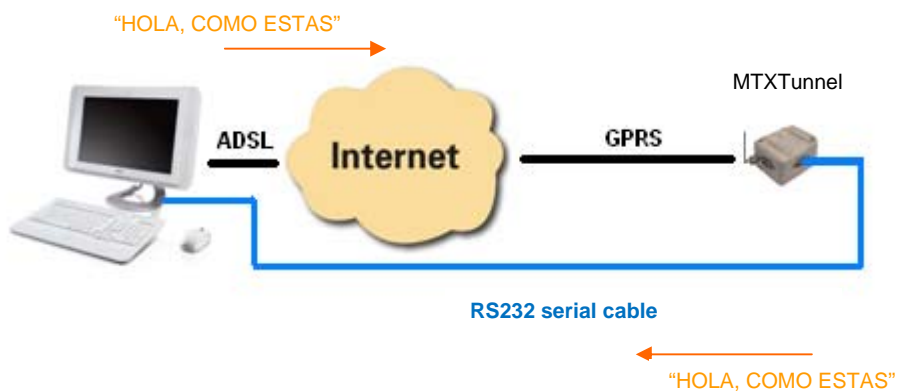 “HOLA, COMO ESTAS”
MTXTunnel
ADSL
Internet
GPRS
RS232 serial cable
“HOLA, COMO ESTAS”